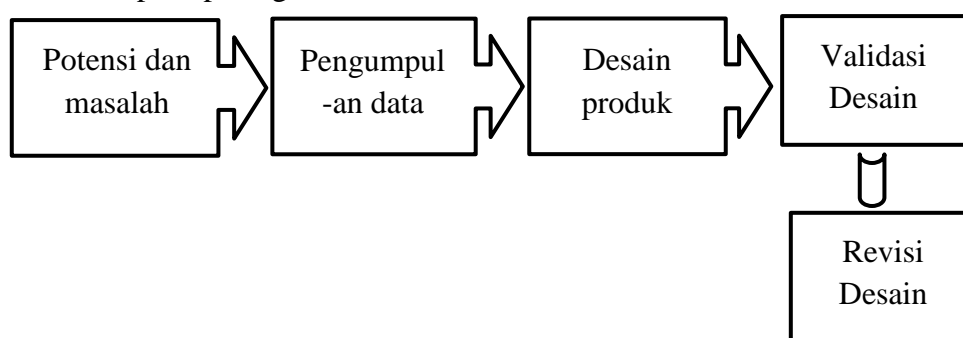 Potensi dan
masalah
Pengumpul
-an data
Desain
produk
Validasi
Desain
Revisi
Desain